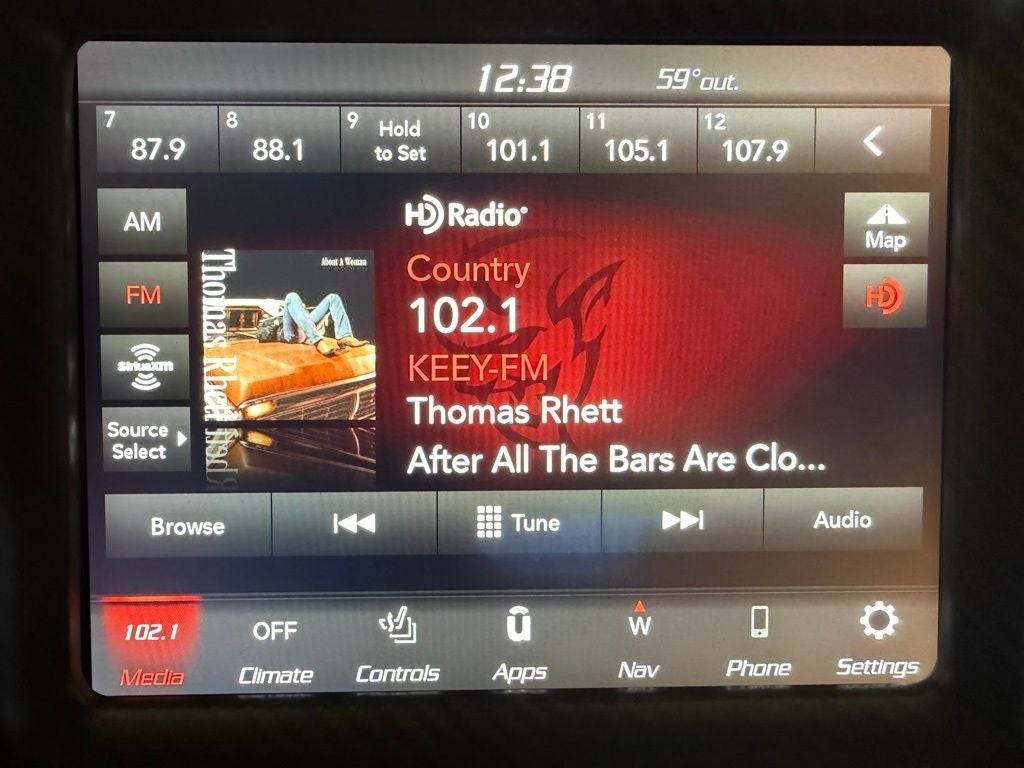 12:38 59°out.
7 87.9
8 88.1
9 Hold
to Set
10 101.1
11 105.1
12 107.9
AM
FM
SiriusXM
Source
Select
About A Woman
Thomas Rhett
HD Radio
Country
102.1
KEEY-FM
Thomas Rhett
After All The Bars Are Clo...
Map
HD
Browse
Tune
Audio
102.1
Media
OFF
Climate
Controls
ū
Apps
W
Nav
Phone
Settings